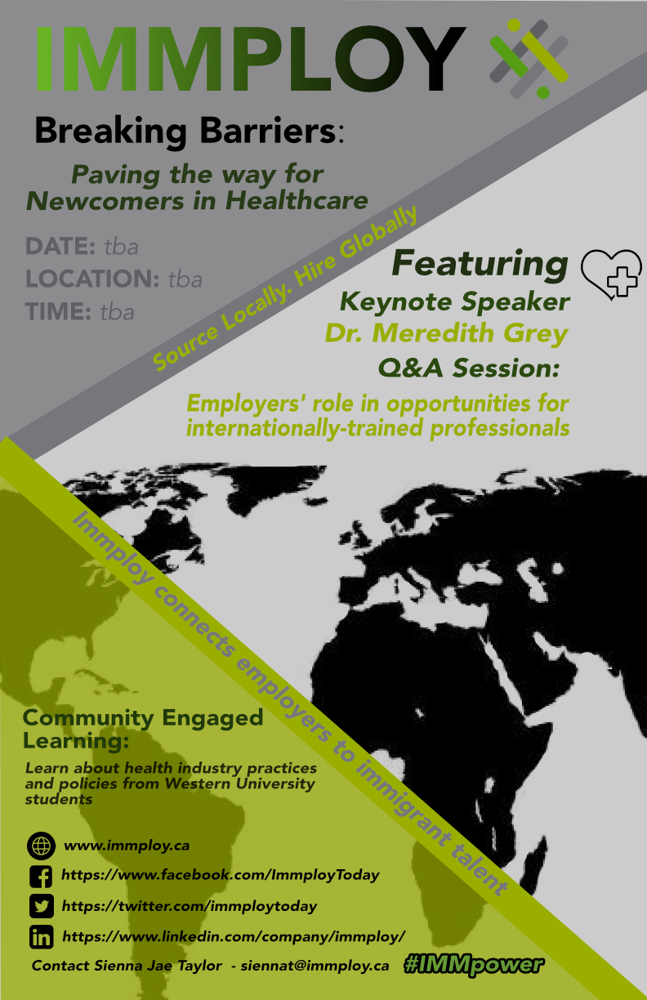 IMMPLOY
Breaking Barriers:
Paving the way for
Newcomers in Healthcare
DATE: tba
LOCATION: tba
TIME: tba
Source Locally. Hire Globally
Featuring
Keynote Speaker
Dr. Meredith Grey
Q&A Session:
Employers' role in opportunities for
internationally-trained professionals
Immploy connects employers to immigrant talent
Community Engaged
Learning:
Learn about health industry practices
and policies from Western University
students
www.immploy.ca
https://www.facebook.com/ImmployToday
https://twitter.com/immploytoday
https://www.linkedin.com/company/immploy/
Contact Sienna Jae Taylor - siennat@immploy.ca
#IMMpower